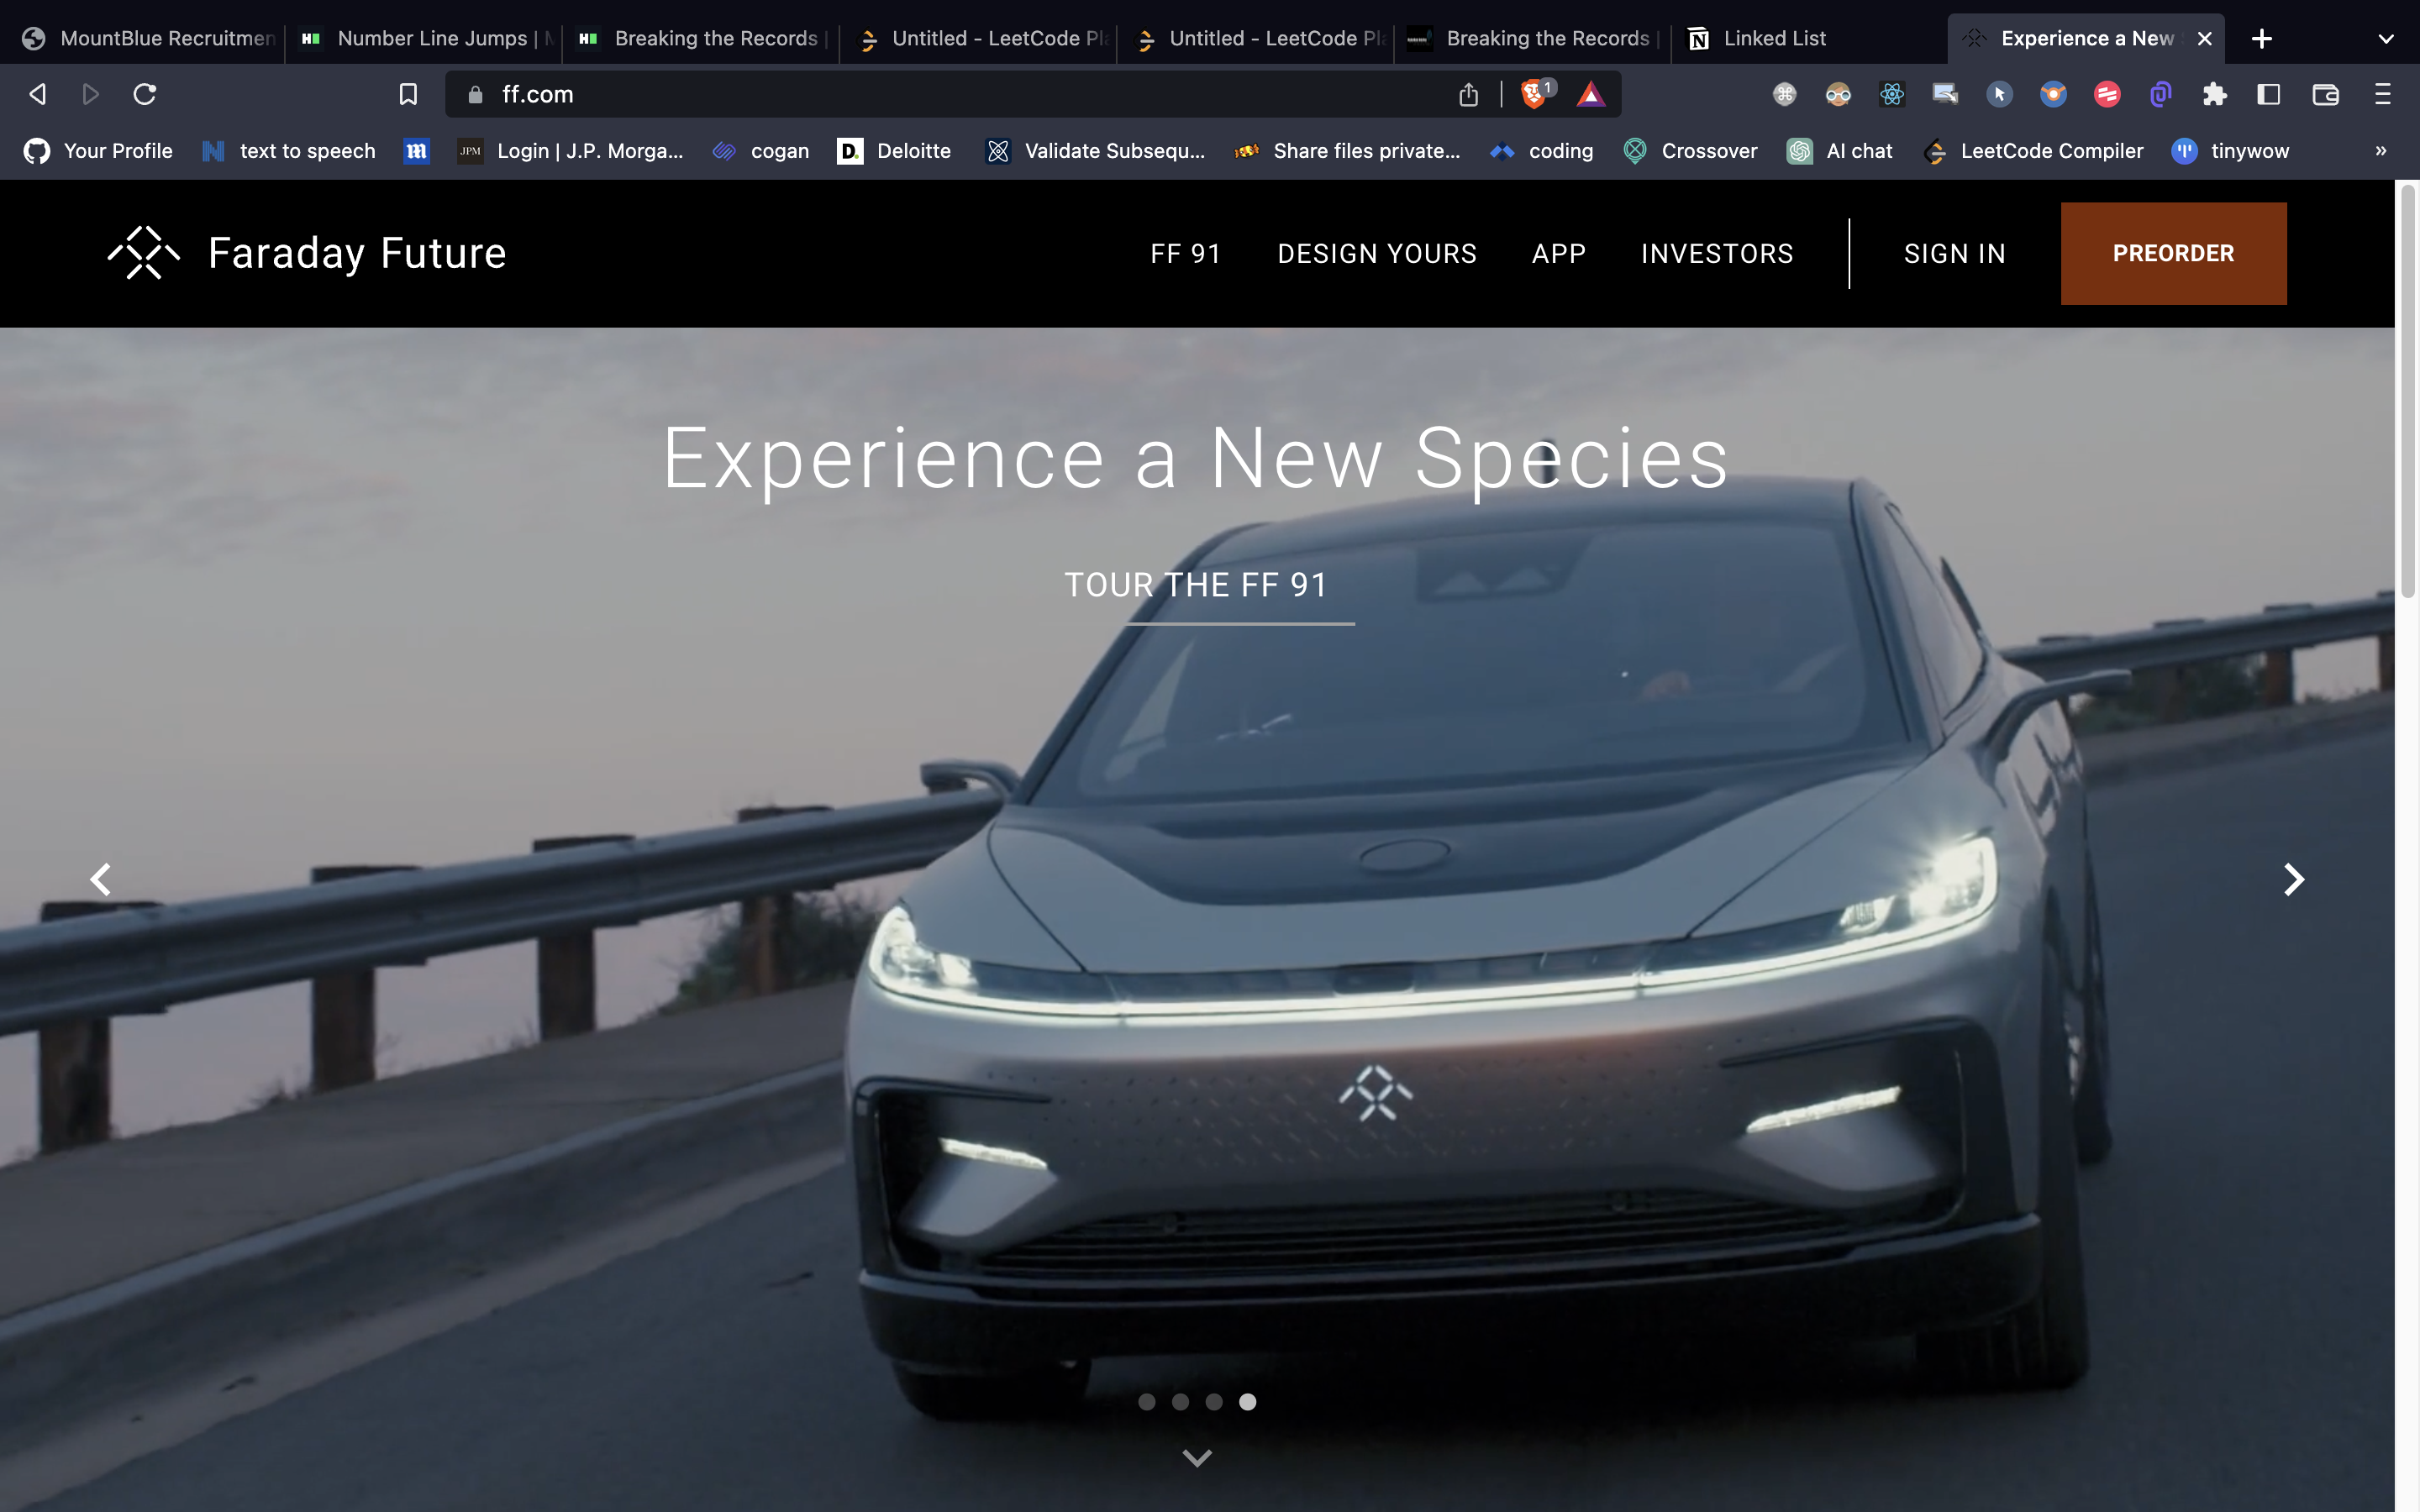 MountBlue Recruitmen
Number Line Jumps |
Breaking the Records |
Untitled - LeetCode Pla
Untitled - LeetCode Pla
Breaking the Records |
Linked List
Experience a New
ff.com
1
Your Profile
text to speech
m
JPM
Login | J.P. Morga...
cogan
D.
Deloitte
Validate Subsequ...
Share files private...
coding
Crossover
AI chat
LeetCode Compiler
tinywow
»
Faraday Future
FF 91
DESIGN YOURS
APP
INVESTORS
SIGN IN
PREORDER
Experience a New Species
TOUR THE FF 91